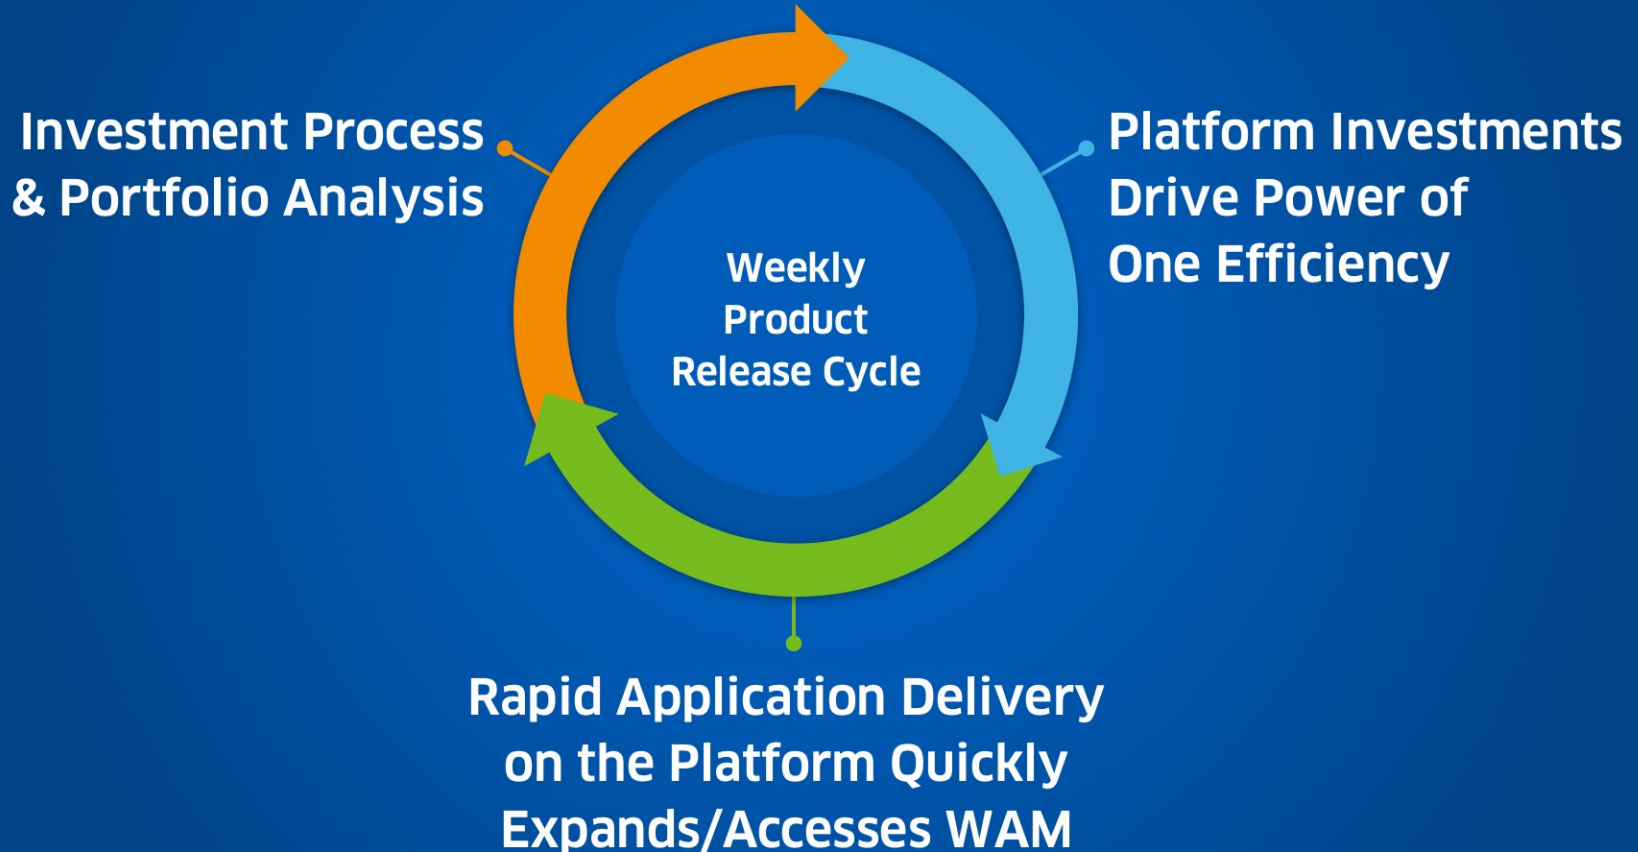 Investment Process
& Portfolio Analysis
Platform Investments
Drive Power of
One Efficiency
Weekly
Product
Release Cycle
Rapid Application Delivery
on the Platform Quickly
Expands/Accesses WAM